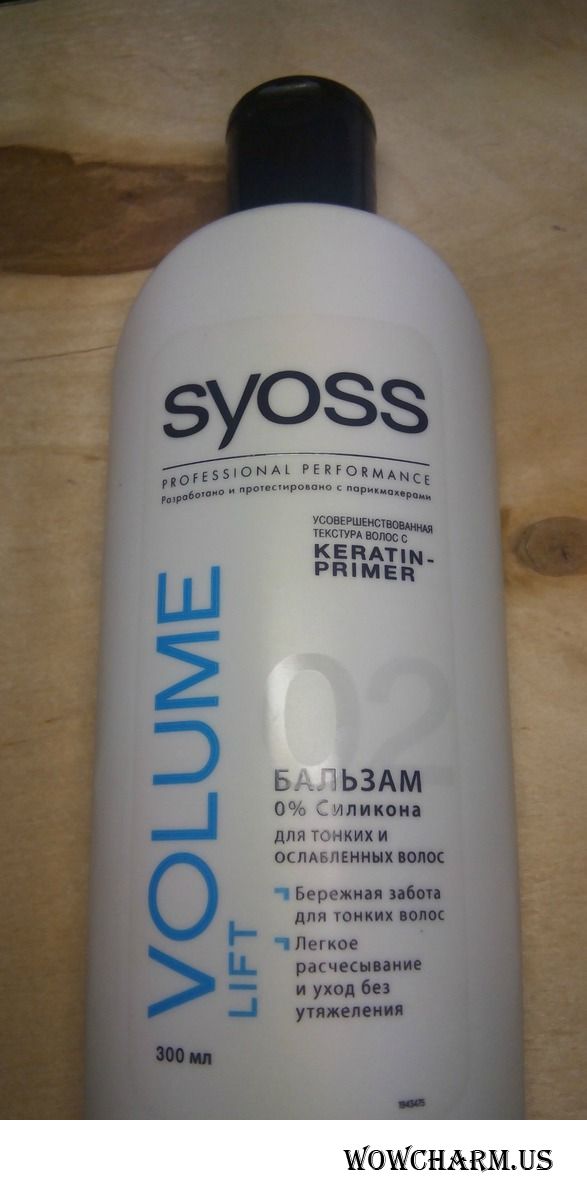 syoss
PROFESSIONAL PERFORMANCE
Разработано и протестировано с парикмахерами
УСОВЕРШЕНСТВОВАННАЯ
ТЕКСТУРА ВОЛОС С
KERATIN-
PRIMER
VOLUME
LIFT
02
БАЛЬЗАМ
0% Силикона
ДЛЯ ТОНКИХ И
ОСЛАБЛЕННЫХ ВОЛОС
Бережная забота
для тонких волос
Легкое
расчесывание
и уход без
утяжеления
300 мл
1943475
WOWCHARM.US